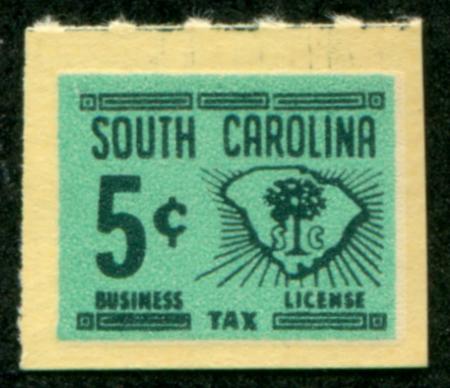 SOUTH CAROLINA
5¢
S C
BUSINESS LICENSE
TAX